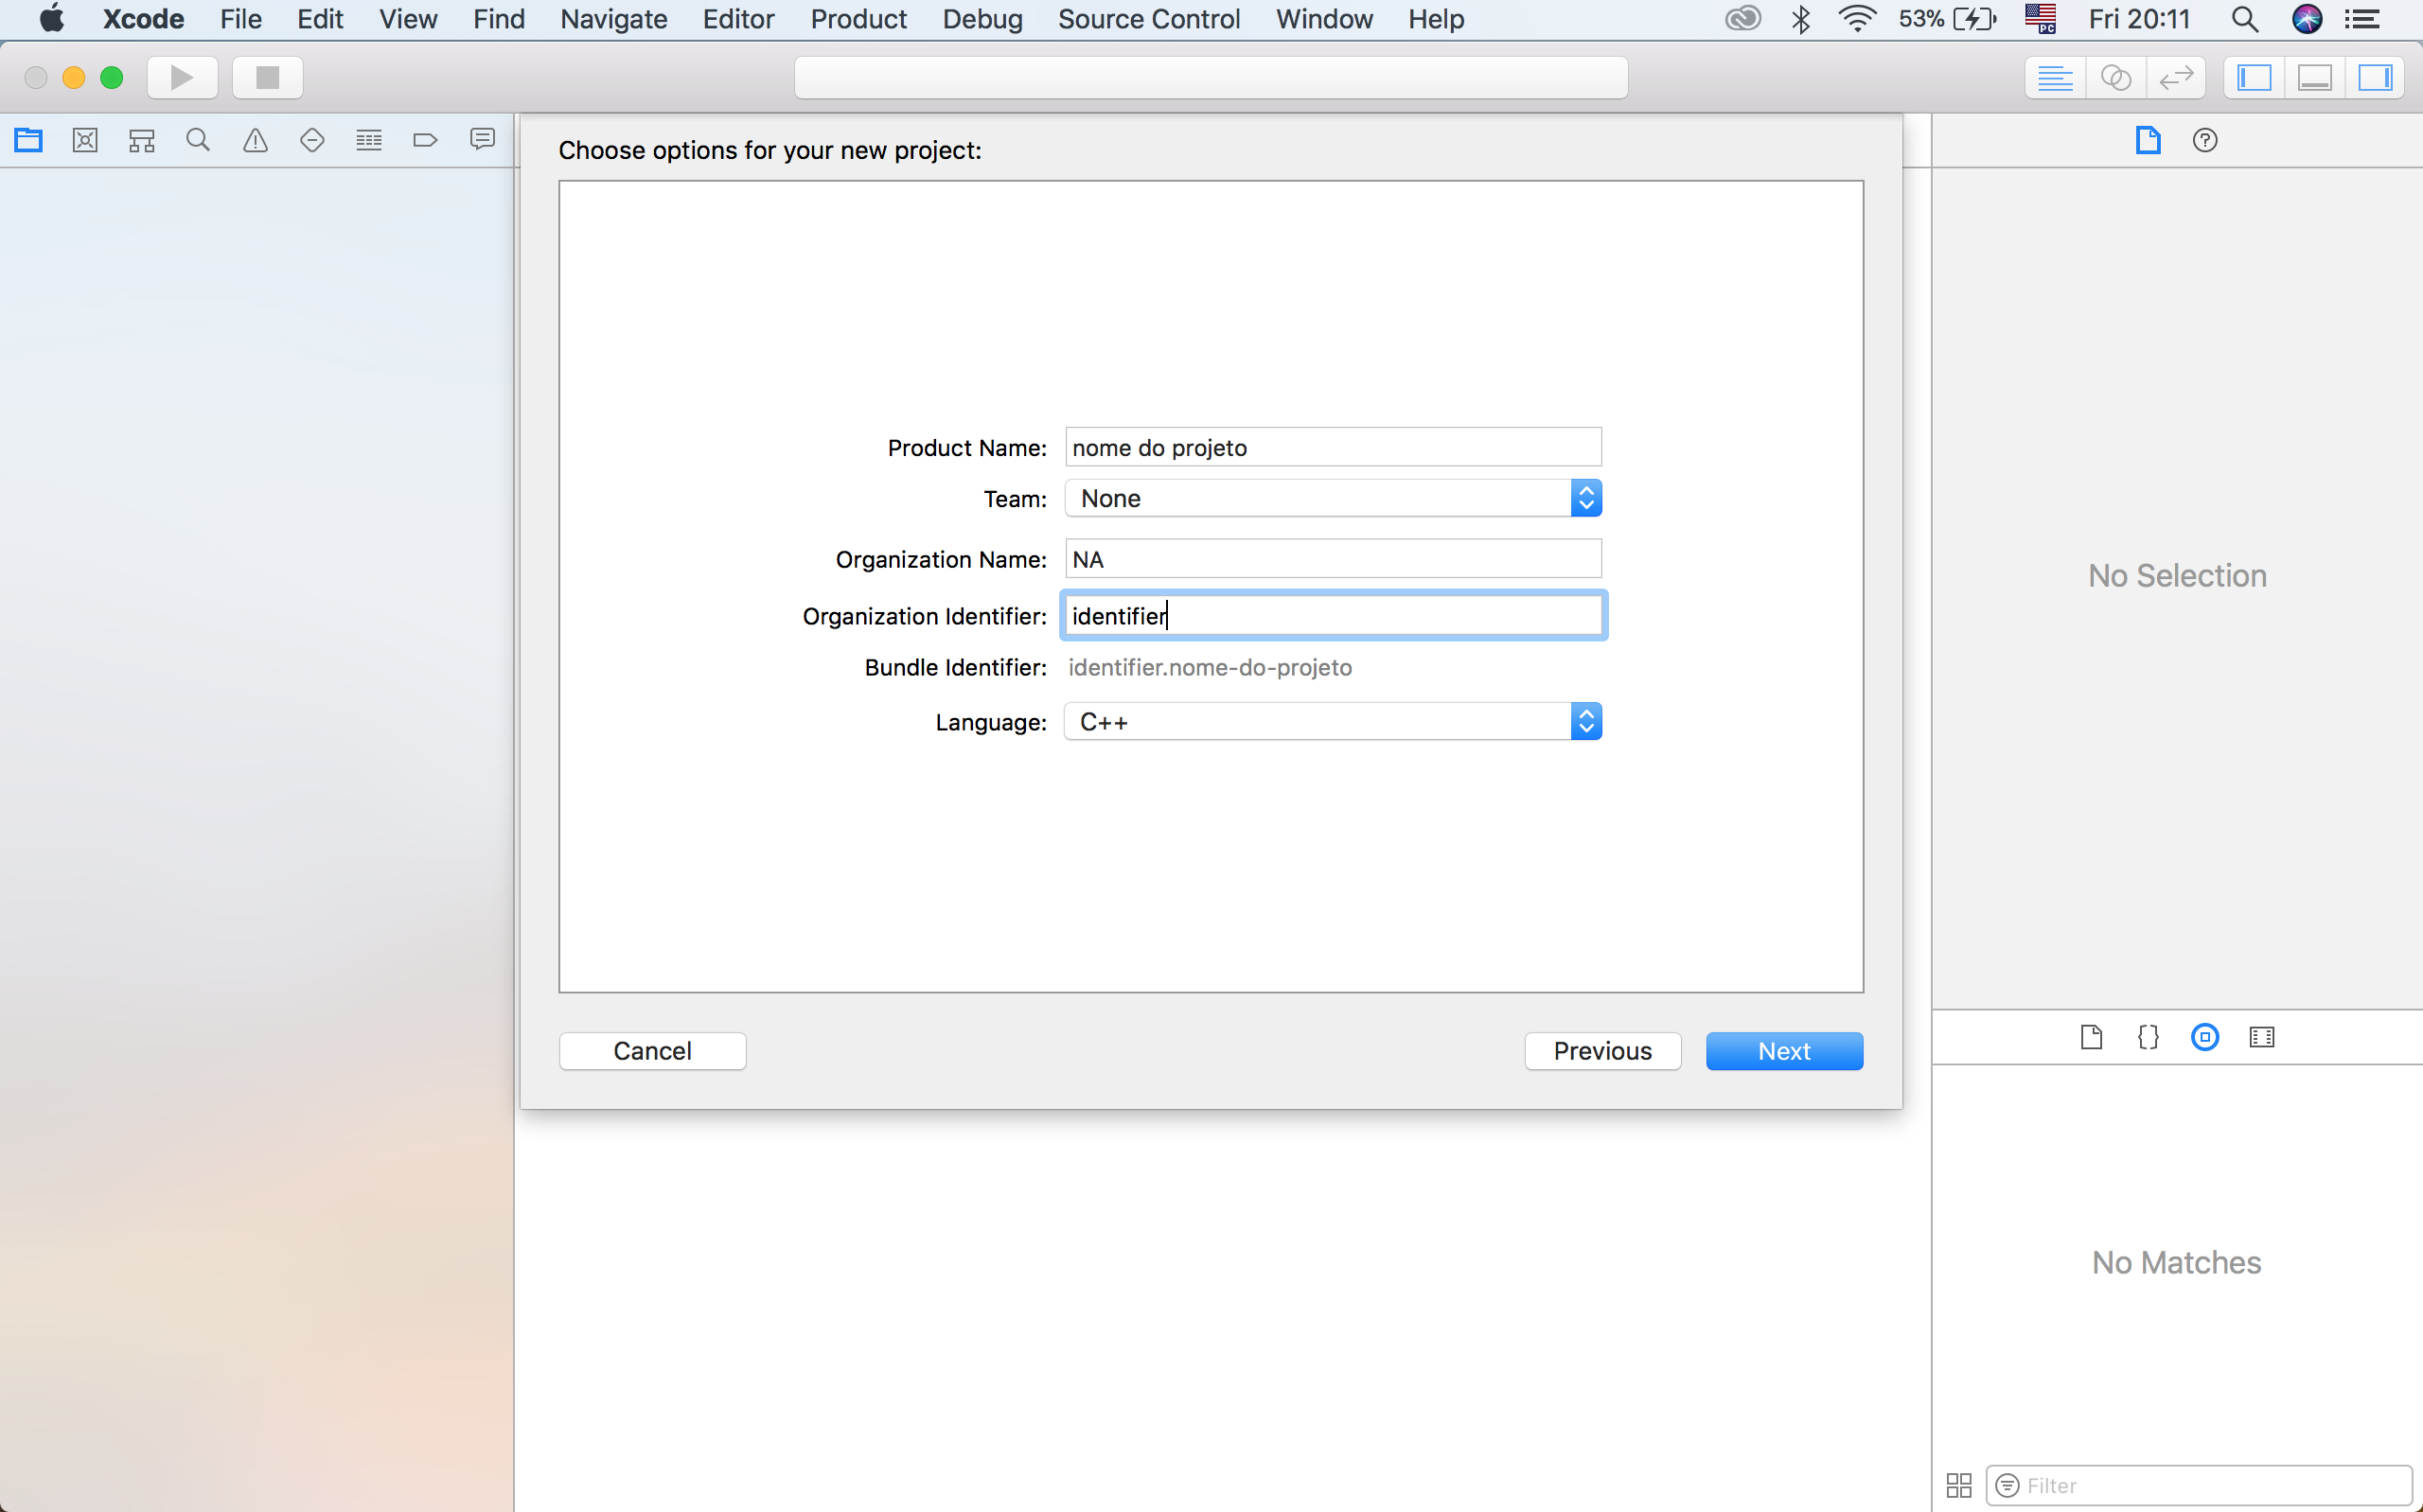 Xcode File Edit View Find Navigate Editor Product Debug Source Control Window Help 53% PC Fri 20:11
Choose options for your new project:
Product Name: nome do projeto
Team: None
Organization Name: NA
Organization Identifier: identifier
Bundle Identifier: identifier.nome-do-projeto
Language: C++
Cancel Previous Next
No Selection
No Matches
Filter